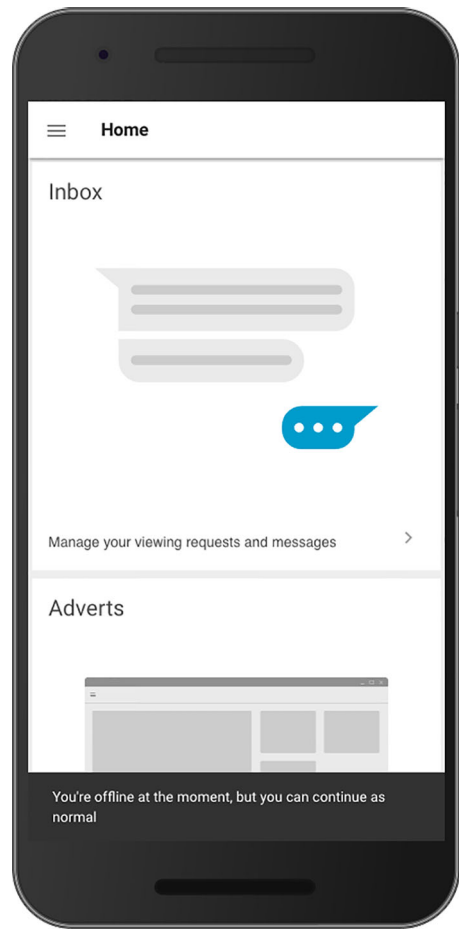 Home
Inbox
Manage your viewing requests and messages
Adverts
You're offline at the moment, but you can continue as
normal